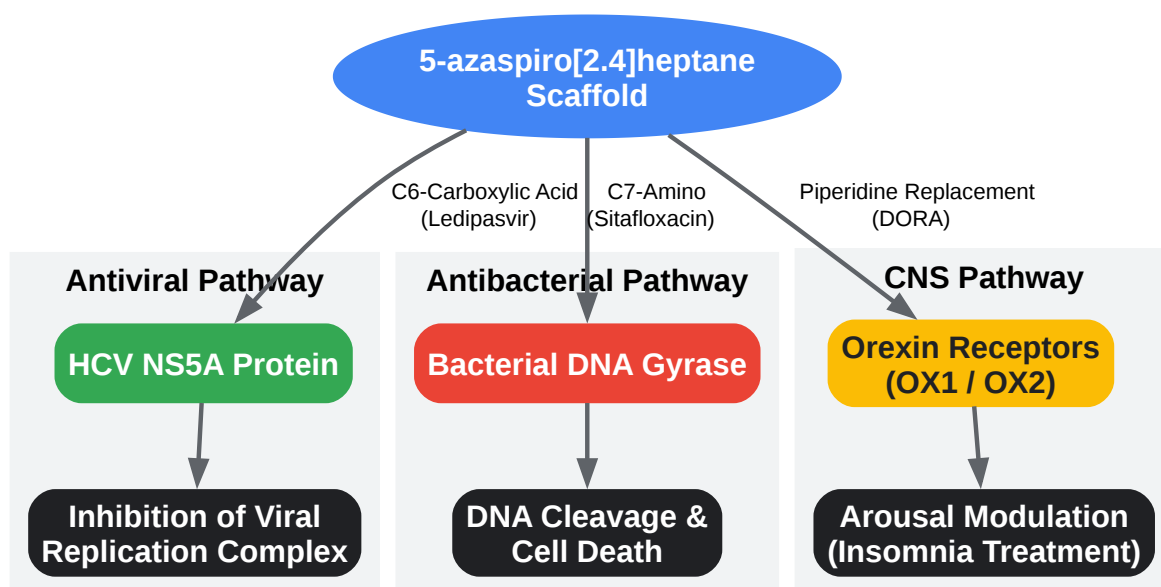 5-azaspiro[2.4]heptane
Scaffold
C6-Carboxylic Acid
(Ledipasvir)
C7-Amino
(Sitafloxacin)
Piperidine Replacement
(DORA)
Antiviral Pathway
Antibacterial Pathway
CNS Pathway
HCV NS5A Protein
Bacterial DNA Gyrase
Orexin Receptors
(OX1 / OX2)
Inhibition of Viral
Replication Complex
DNA Cleavage &
Cell Death
Arousal Modulation
(Insomnia Treatment)